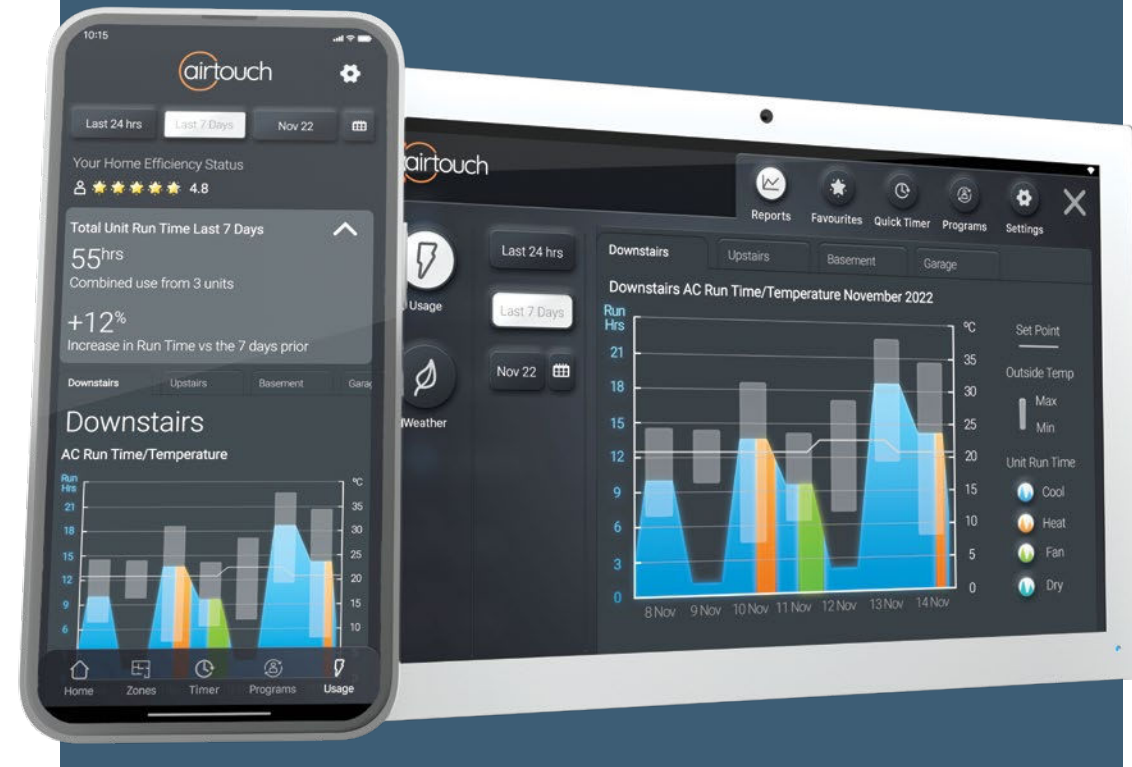 10:15
airtouch
Last 24 hrs
Last 7 Days
Nov 22
Your Home Efficiency Status
4.8
Total Unit Run Time Last 7 Days
55hrs
Combined use from 3 units
+12%
Increase in Run Time vs the 7 days prior
Downstairs
Upstairs
Basement
Garag
Downstairs
AC Run Time/Temperature
Run
Hrs
°C
21
18
15
12
9
6
35
30
25
20
15
10
Home
Zones
Timer
Programs
Usage
airtouch
Reports
Favourites
Quick Timer
Programs
Settings
Usage
Weather
Last 24 hrs
Last 7 Days
Nov 22
Downstairs
Upstairs
Basement
Garage
Downstairs AC Run Time/Temperature November 2022
Run
Hrs
°C
21
18
15
12
9
6
3
0
35
30
25
20
15
10
5
0
8 Nov
9 Nov
10 Nov
11 Nov
12 Nov
13 Nov
14 Nov
Set Point
Outside Temp
Max
Min
Unit Run Time
Cool
Heat
Fan
Dry